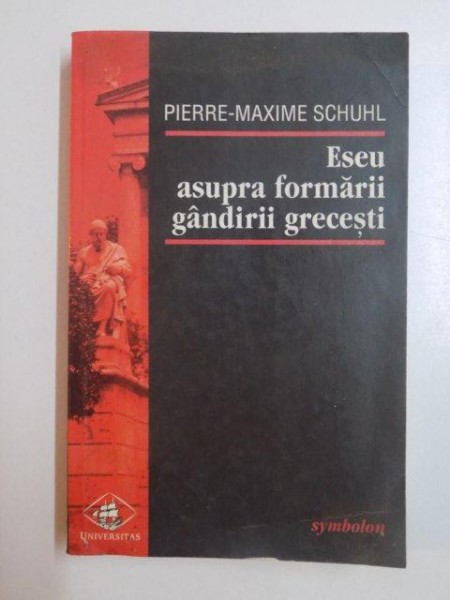 PIERRE-MAXIME SCHUHL
Eseu
asupra formării
gândirii grecești
UNIVERSITAS
symbolon